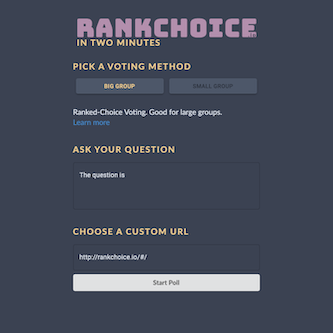 RANKCHOICE
IN TWO MINUTES
PICK A VOTING METHOD
BIG GROUP
SMALL GROUP
Ranked-Choice Voting. Good for large groups.
Learn more
ASK YOUR QUESTION
The question is
CHOOSE A CUSTOM URL
http://rankchoice.io/#/
Start Poll